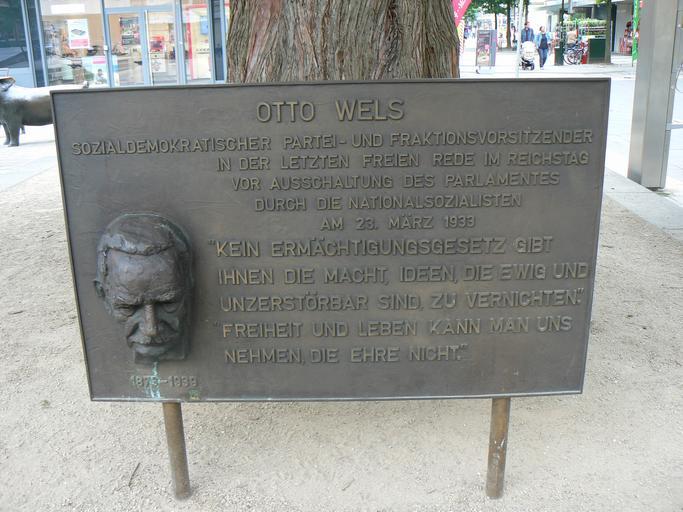 OTTO WELS
SOZIALDEMOKRATISCHER PARTEI- UND FRAKTIONSVORSITZENDER
IN DER LETZTEN FREIEN REDE IM REICHSTAG
VOR AUSSCHALTUNG DES PARLAMENTES
DURCH DIE NATIONALSOZIALISTEN
AM 23. MÄRZ 1933
"KEIN ERMÄCHTIGUNGSGESETZ GIBT
IHNEN DIE MACHT, IDEEN, DIE EWIG UND
UNZERSTÖRBAR SIND, ZU VERNICHTEN."
"FREIHEIT UND LEBEN KANN MAN UNS
NEHMEN, DIE EHRE NICHT."
1873-1939